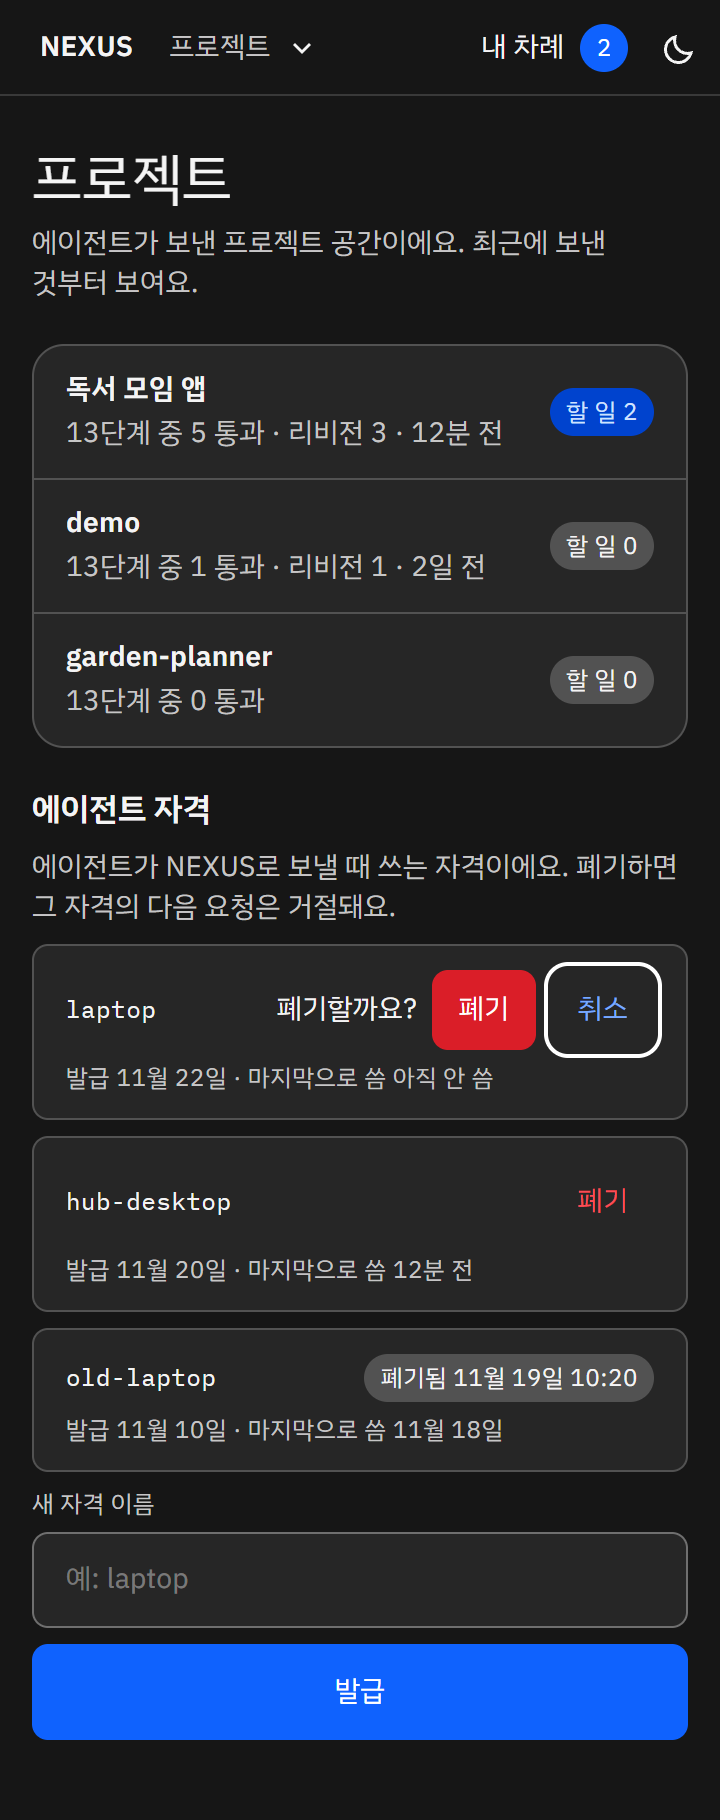 NEXUS 프로젝트 내 차례 2
프로젝트
에이전트가 보낸 프로젝트 공간이에요. 최근에 보낸
것부터 보여요.
독서 모임 앱
13단계 중 5 통과 · 리비전 3 · 12분 전
할 일 2
demo
13단계 중 1 통과 · 리비전 1 · 2일 전
할 일 0
garden-planner
13단계 중 0 통과
할 일 0
에이전트 자격
에이전트가 NEXUS로 보낼 때 쓰는 자격이에요. 폐기하면
그 자격의 다음 요청은 거절돼요.
laptop 폐기할까요? 폐기 취소
발급 11월 22일 · 마지막으로 씀 아직 안 씀
hub-desktop 폐기
발급 11월 20일 · 마지막으로 씀 12분 전
old-laptop 폐기됨 11월 19일 10:20
발급 11월 10일 · 마지막으로 씀 11월 18일
새 자격 이름
예: laptop
발급